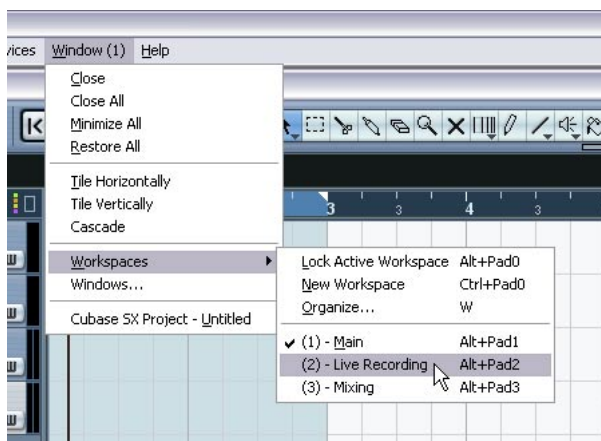 vices Window (1) Help
Close
Close All
Minimize All
Restore All
Tile Horizontally
Tile Vertically
Cascade
Workspaces
Windows...
Cubase SX Project - Untitled
3 3 4 3
Lock Active Workspace Alt+Pad0
New Workspace Ctrl+Pad0
Organize... W
(1) - Main Alt+Pad1
(2) - Live Recording Alt+Pad2
(3) - Mixing Alt+Pad3
W
W
W
W